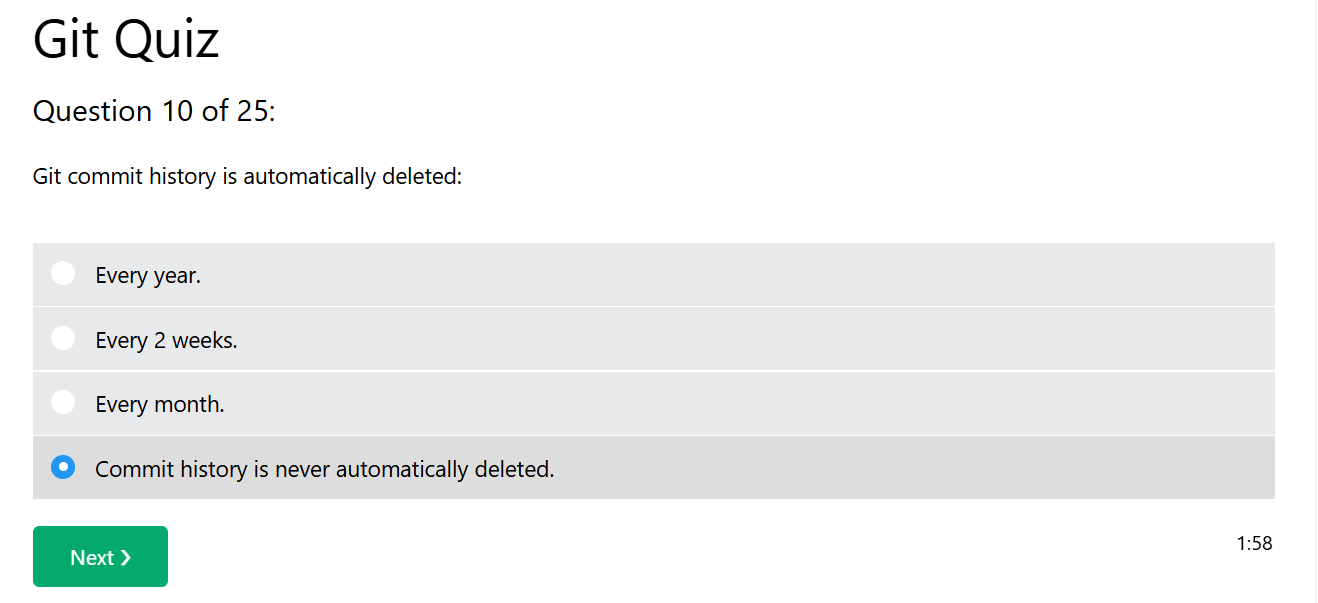 Git Quiz
Question 10 of 25:
Git commit history is automatically deleted:
Every year.
Every 2 weeks.
Every month.
Commit history is never automatically deleted.
Next ❯
1:58